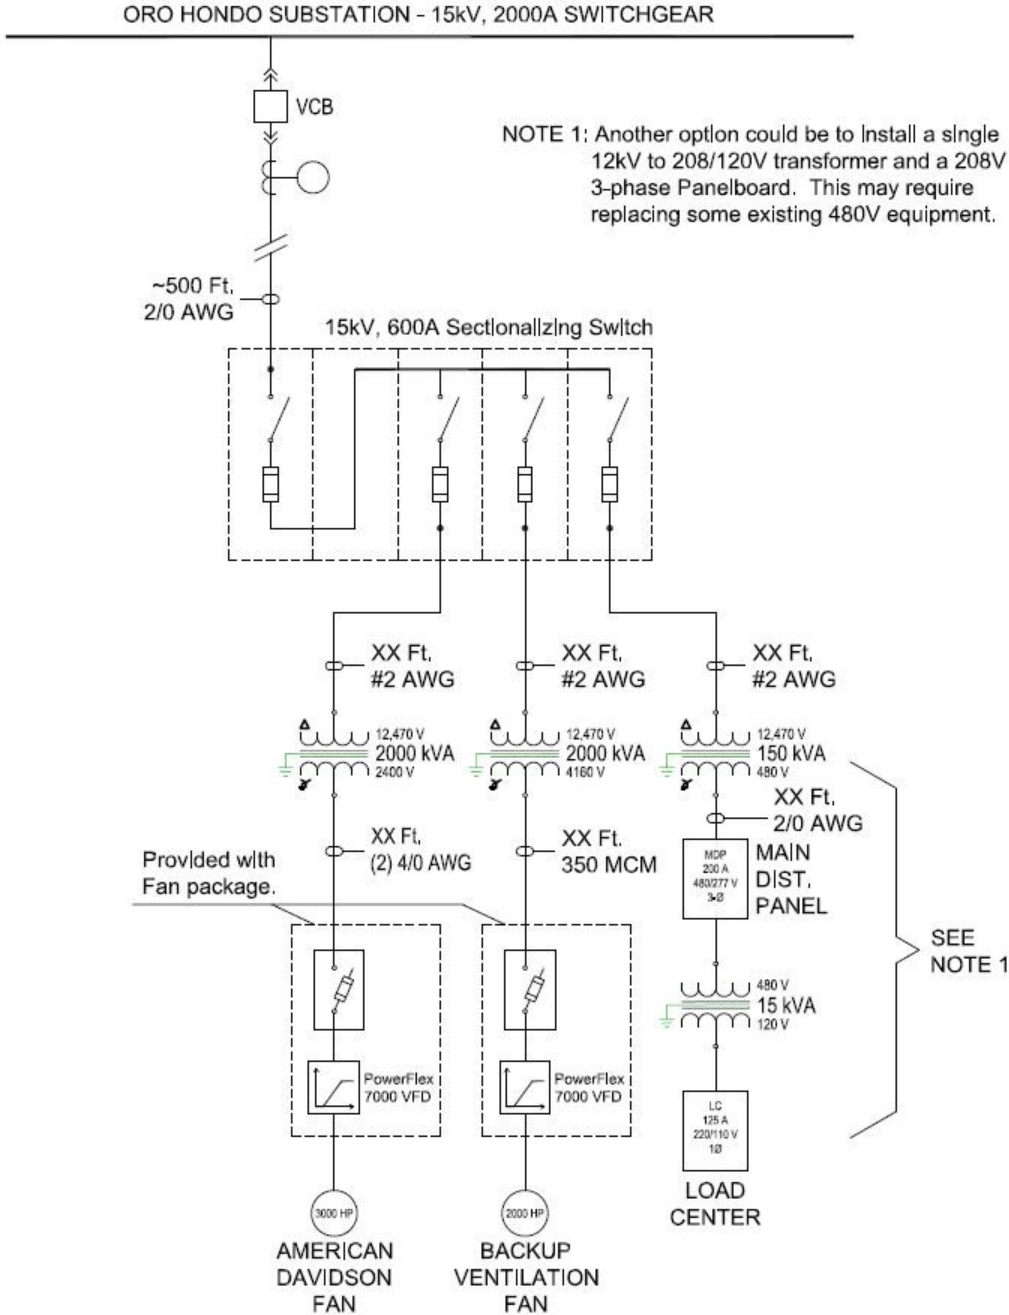 ORO HONDO SUBSTATION - 15kV, 2000A SWITCHGEAR
VCB
NOTE 1: Another option could be to install a single
12kV to 208/120V transformer and a 208V
3-phase Panelboard. This may require
replacing some existing 480V equipment.
~500 Ft.
2/0 AWG
15kV, 600A Sectionalizing Switch
XX Ft.
#2 AWG
XX Ft.
#2 AWG
XX Ft.
#2 AWG
Δ
12,470 V
2000 kVA
2400 V
Δ
12,470 V
2000 kVA
4160 V
Δ
12,470 V
150 kVA
480 V
XX Ft.
(2) 4/0 AWG
XX Ft.
350 MCM
XX Ft.
2/0 AWG
MDP
200 A
480/277 V
3-Ø
MAIN
DIST.
PANEL
Provided with
Fan package.
SEE
NOTE 1
480 V
15 kVA
120 V
PowerFlex
7000 VFD
PowerFlex
7000 VFD
LC
125 A
220/110 V
1Ø
LOAD
CENTER
3000 HP
AMERICAN
DAVIDSON
FAN
2000 HP
BACKUP
VENTILATION
FAN